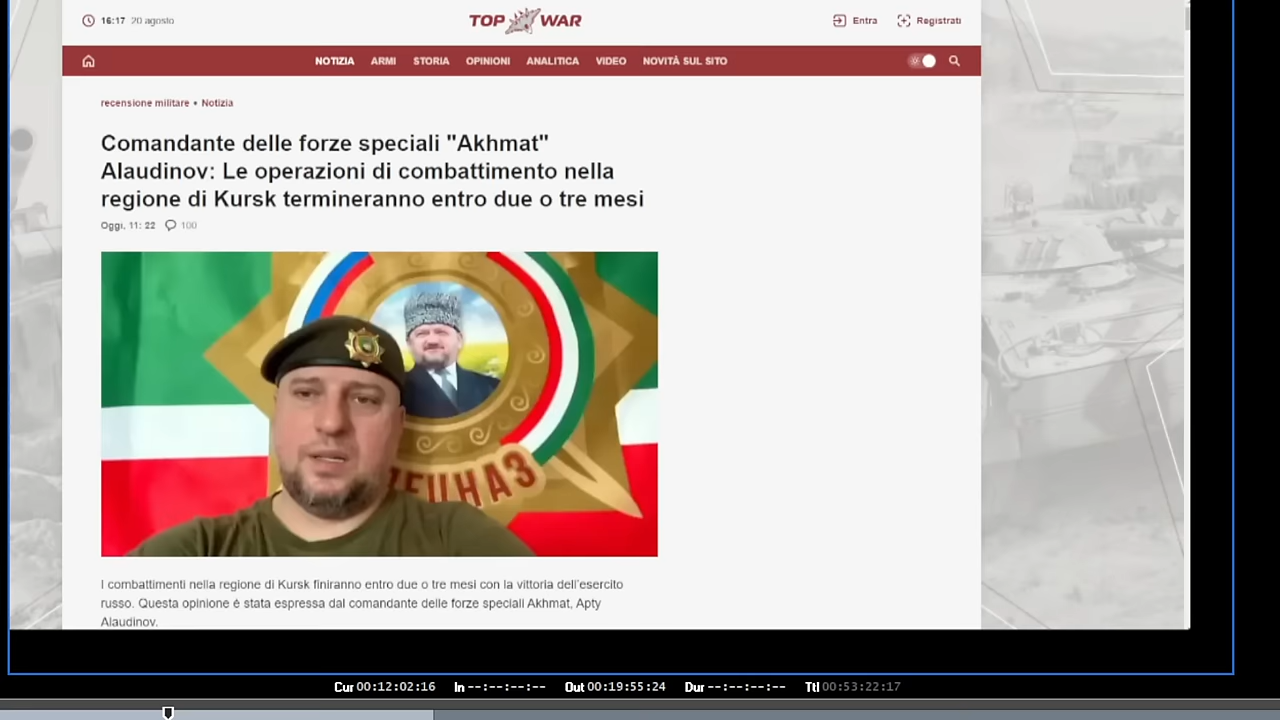 16:17 20 agosto
TOP WAR
Entra
Registrati
NOTIZIA ARMI STORIA OPINIONI ANALITICA VIDEO NOVITÀ SUL SITO
recensione militare • Notizia
Comandante delle forze speciali "Akhmat"
Alaudinov: Le operazioni di combattimento nella
regione di Kursk termineranno entro due o tre mesi
Oggi, 11: 22 100
I combattimenti nella regione di Kursk finiranno entro due o tre mesi con la vittoria dell'esercito
russo. Questa opinione è stata espressa dal comandante delle forze speciali Akhmat, Apty
Alaudinov.
Cur 00:12:02:16 In --:--:--:-- Out 00:19:55:24 Dur --:--:--:-- Ttl 00:53:22:17